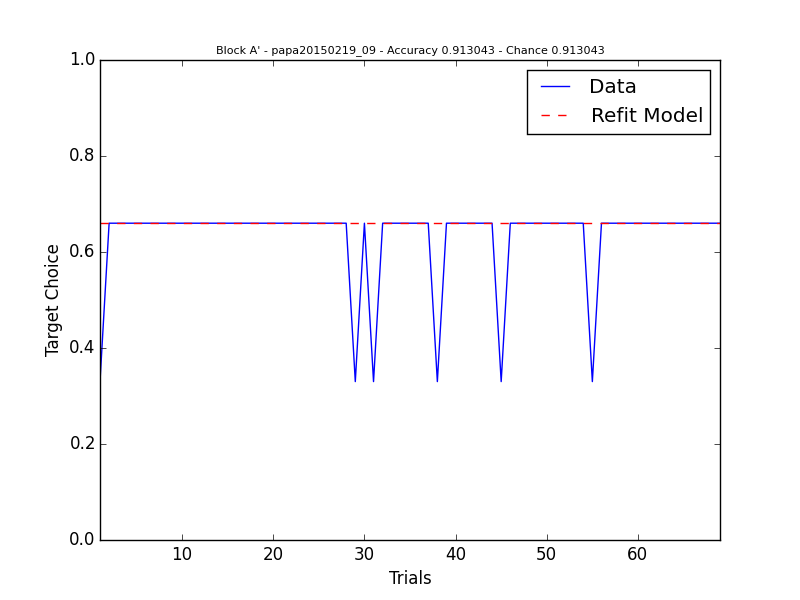 Block A' - papa20150219_09 - Accuracy 0.913043 - Chance 0.913043
1.0
0.8
0.6
0.4
0.2
0.0
Target Choice
Data
Refit Model
10 20 30 40 50 60
Trials